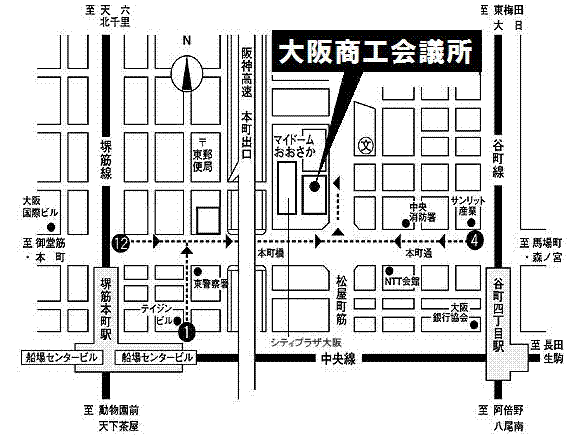 至 天 六
北千里
至 東梅田
大 日
N
阪神高速 本町出口
大阪商工会議所
堺筋線
〒
東郵
便局
マイドーム
おおさか
文
谷町線
大阪
国際ビル
中央
消防署
サンリット
産業
至 御堂筋
・本 町
12
本町橋
本町通
4
至 馬場町
・森ノ宮
堺筋本町駅
東警察署
松屋町筋
NTT会館
谷町四丁目駅
テイジン
ビル
1
大阪
銀行協会
シティプラザ大阪
船場センタービル
船場センタービル
中央線
至 長田
生駒
至 動物園前
天下茶屋
至 阿倍野
八尾南